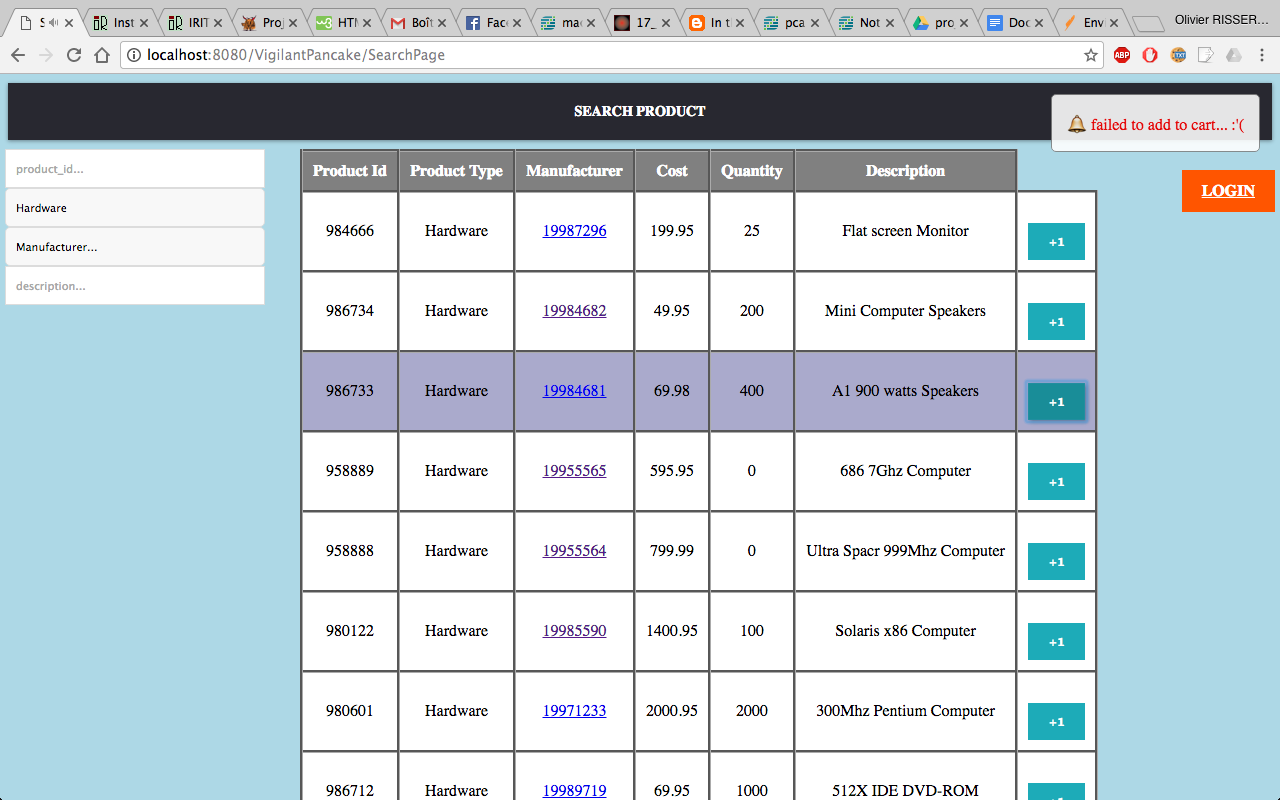 S
Inst
IRIT
Proj
HTM
Boît
Face
mac
17_
In t
pca
Not
pro
Doc
Env
Olivier RISSER...
localhost:8080/VigilantPancake/SearchPage
ABP
TXT
SEARCH PRODUCT
failed to add to cart... :'(
LOGIN
product_id...
Hardware
Manufacturer...
description...
Product Id Product Type Manufacturer Cost Quantity Description
984666 Hardware 19987296 199.95 25 Flat screen Monitor +1
986734 Hardware 19984682 49.95 200 Mini Computer Speakers +1
986733 Hardware 19984681 69.98 400 A1 900 watts Speakers +1
958889 Hardware 19955565 595.95 0 686 7Ghz Computer +1
958888 Hardware 19955564 799.99 0 Ultra Spacr 999Mhz Computer +1
980122 Hardware 19985590 1400.95 100 Solaris x86 Computer +1
980601 Hardware 19971233 2000.95 2000 300Mhz Pentium Computer +1
986712 Hardware 19989719 69.95 1000 512X IDE DVD-ROM